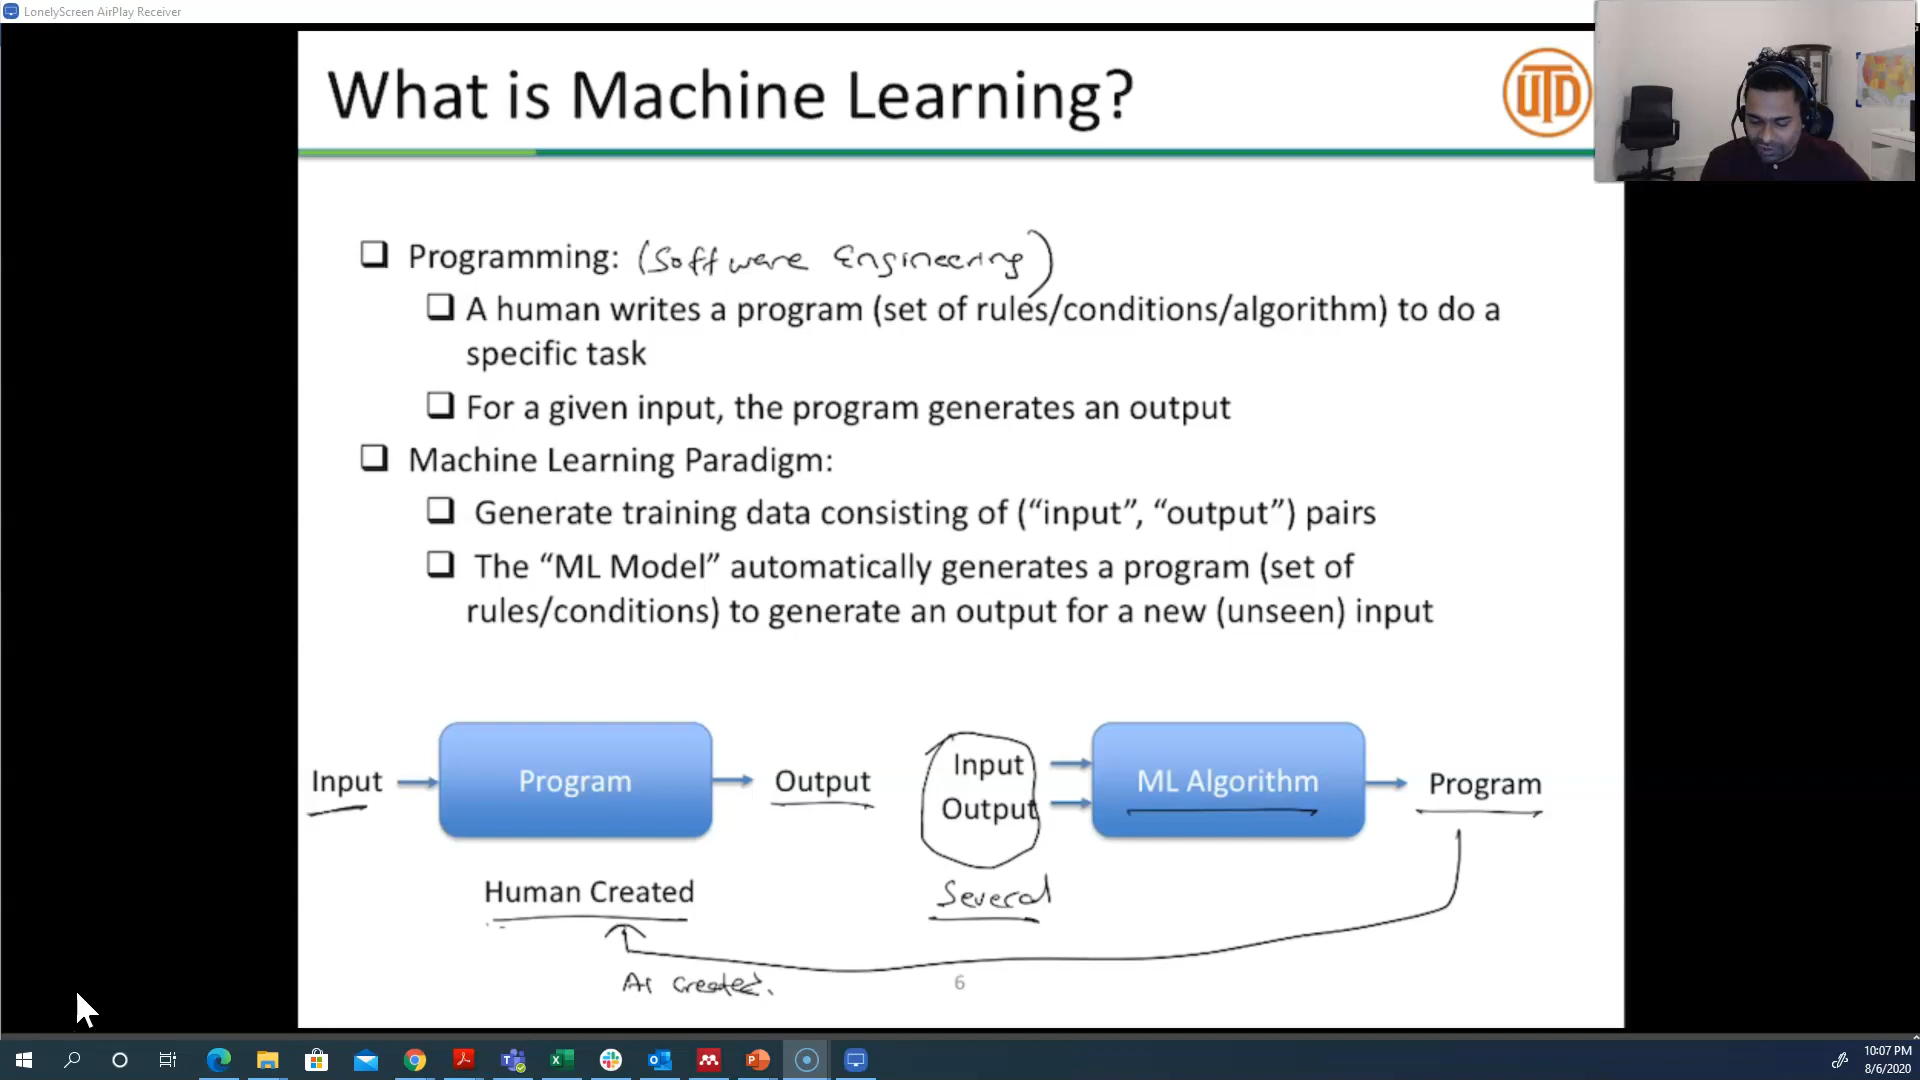 LonelyScreen AirPlay Receiver
What is Machine Learning?
UTD
Programming: (Software Engineering)
A human writes a program (set of rules/conditions/algorithm) to do a
specific task
For a given input, the program generates an output
Machine Learning Paradigm:
Generate training data consisting of (“input”, “output”) pairs
The “ML Model” automatically generates a program (set of
rules/conditions) to generate an output for a new (unseen) input
Input
Program
Output
Input
Output
ML Algorithm
Program
Human Created
Several
AI Created.
6
10:07 PM
8/6/2020